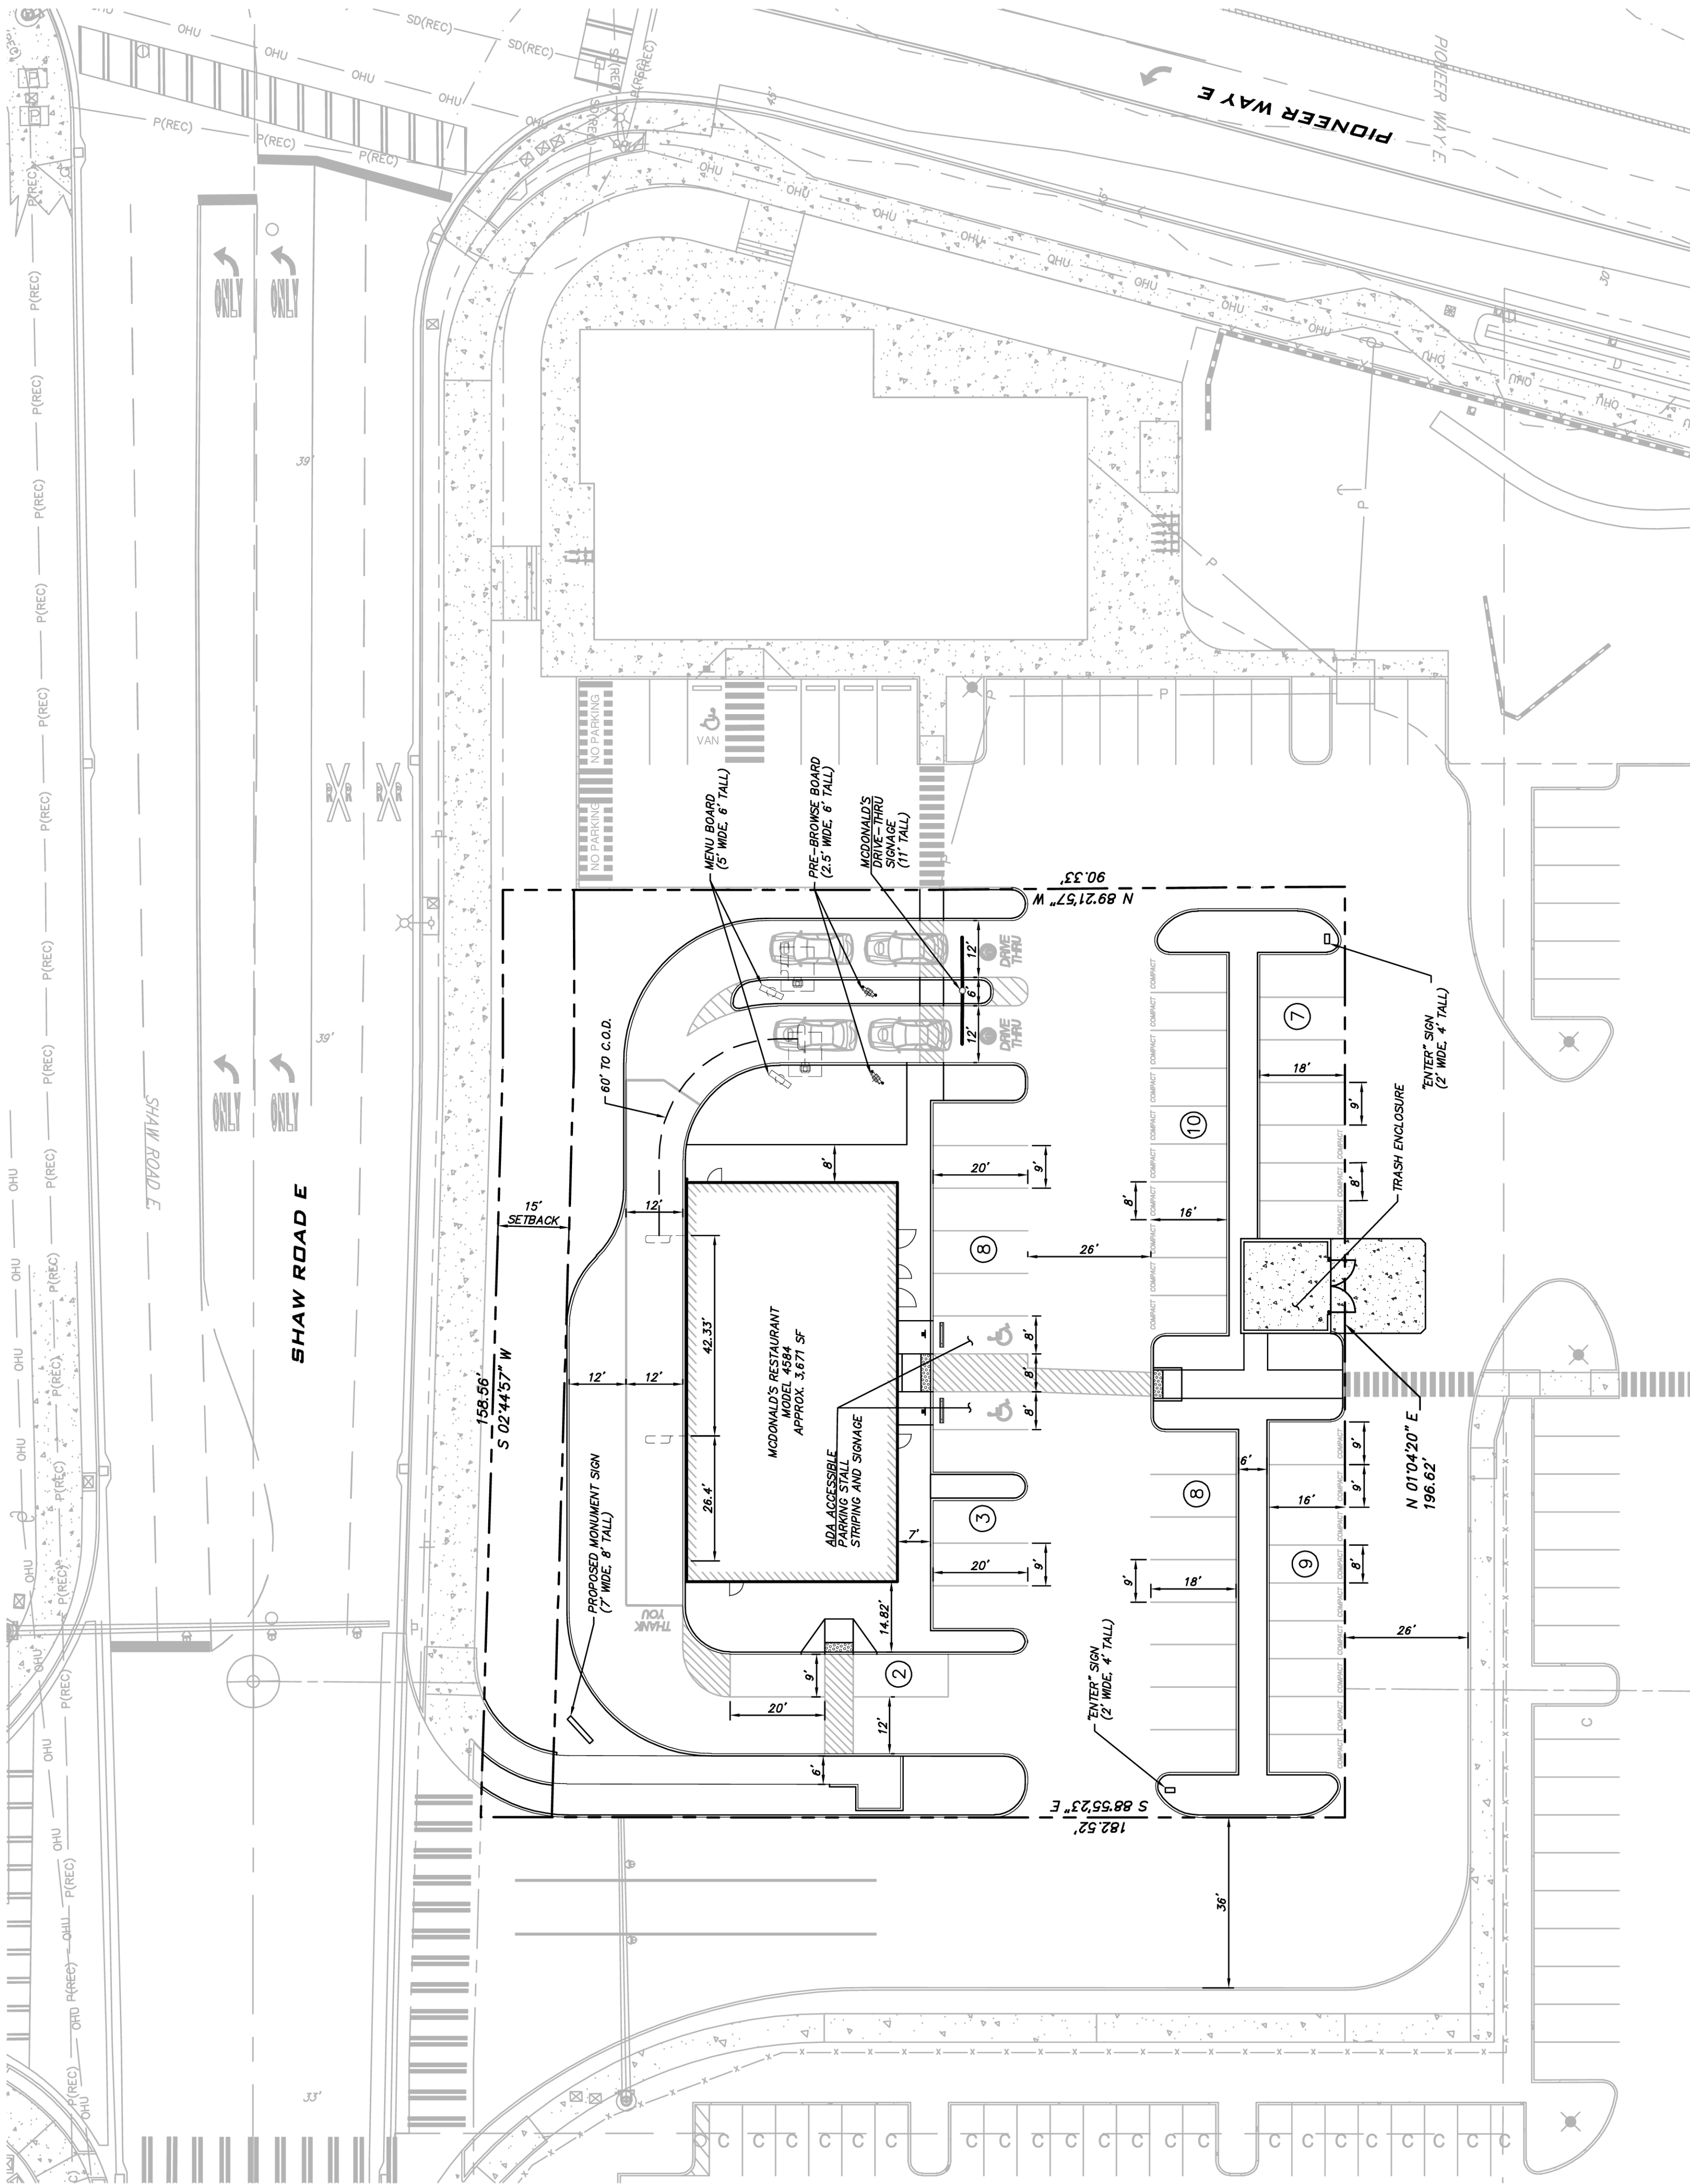 SHAW ROAD E
SHAW ROAD E
PIONEER WAY E
PIONEER WAY E
ONLY
ONLY
ONLY
ONLY
39'
39'
33'
45'
30'
OHU
SD(REC)
P(REC)
NO PARKING
NO PARKING
VAN
MENU BOARD
(5' WIDE, 6' TALL)
PRE-BROWSE BOARD
(2.5' WIDE, 6' TALL)
MCDONALD'S
DRIVE-THRU
SIGNAGE
(11' TALL)
N 89°21'57" W
90.33'
60' TO C.O.D.
DRIVE
THRU
DRIVE
THRU
12'
6'
12'
15'
SETBACK
158.56'
S 02°44'57" W
12'
12'
12'
8'
42.33'
26.4'
MCDONALD'S RESTAURANT
MODEL 4584
APPROX. 3,671 SF
ADA ACCESSIBLE
PARKING STALL
STRIPING AND SIGNAGE
PROPOSED MONUMENT SIGN
(7' WIDE, 8' TALL)
THANK
YOU
14.82'
7'
9'
20'
12'
6'
2
20'
9'
8
8'
8'
8'
3
20'
9'
26'
COMPACT
10
8'
16'
7
18'
9'
8'
"ENTER" SIGN
(2' WIDE, 4' TALL)
TRASH ENCLOSURE
N 01°04'20" E
196.62'
8
9'
18'
6'
9
16'
9'
9'
8'
26'
"ENTER" SIGN
(2' WIDE, 4' TALL)
S 88°55'23" E
182.52'
36'
C
P
D